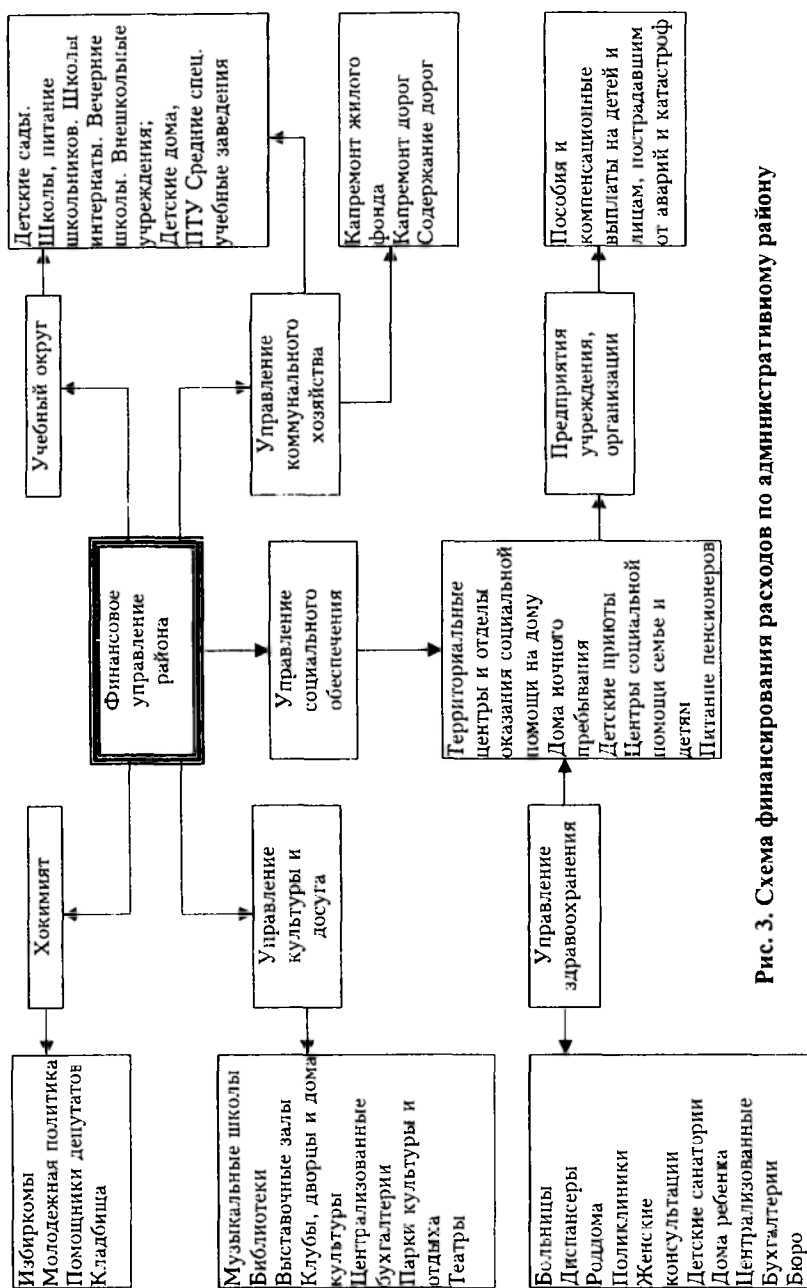 Избиркомы
Молодежная политика
Помощники депутатов
Кладбища
Хокимият
Финансовое
управление
района
Учебный округ
Детские сады.
Школы, питание
школьников. Школы
интернаты. Вечерние
школы. Внешкольные
учреждения;
Детские дома,
ПТУ Средние спец.
учебные заведения
Музыкальные школы
Библиотеки
Выставочные залы
Клубы, дворцы и дома
культуры
Централизованные
бухгалтерии
Парки культуры и
отдыха
Театры
Управление
культуры и
досуга
Управление
социального
обеспечения
Управление
коммунального
хозяйства
Капремонт жилого
фонда
Капремонт дорог
Содержание дорог
Больницы
Диспансеры
Роддома
Поликлиники
Женские
консультации
Детские санатории
Дома ребенка
Централизованные
Бухгалтерии
Бюро
Управление
здравоохранения
Территориальные
центры и отделы
оказания социальной
помощи на дому
Дома ночного
пребывания
Детские приюты
Центры социальной
помощи семье и
детям
Питание пенсионеров
Предприятия
учреждения,
организации
Пособия и
компенсационные
выплаты на детей и
лицам, пострадавшим
от аварий и катастроф
Рис. 3. Схема финансирования расходов по административному району